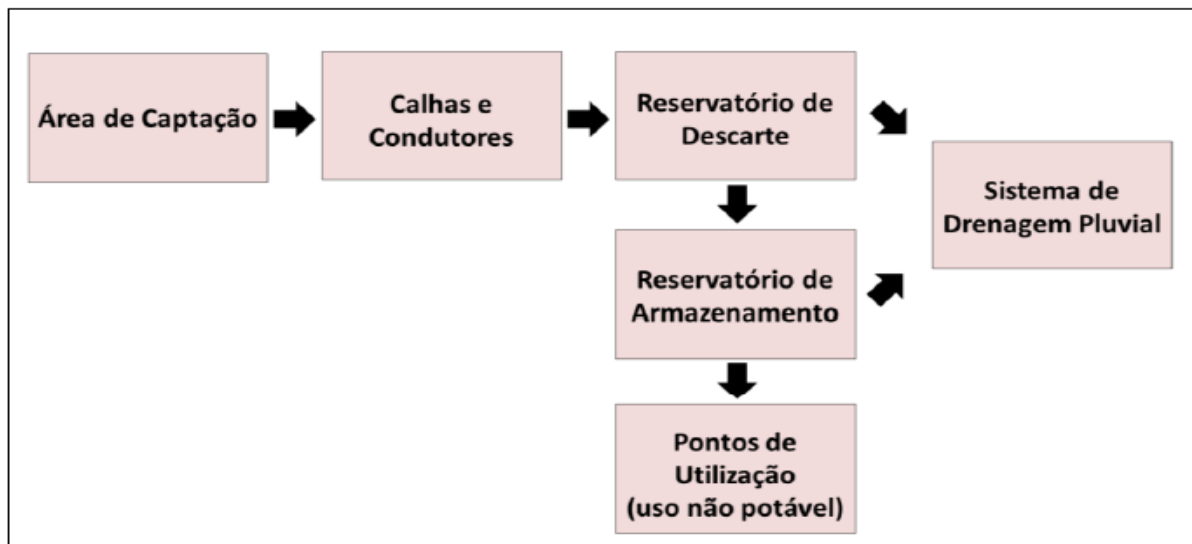 Área de Captação
Calhas e
Condutores
Reservatório de
Descarte
Sistema de
Drenagem Pluvial
Reservatório de
Armazenamento
Pontos de
Utilização
(uso não potável)